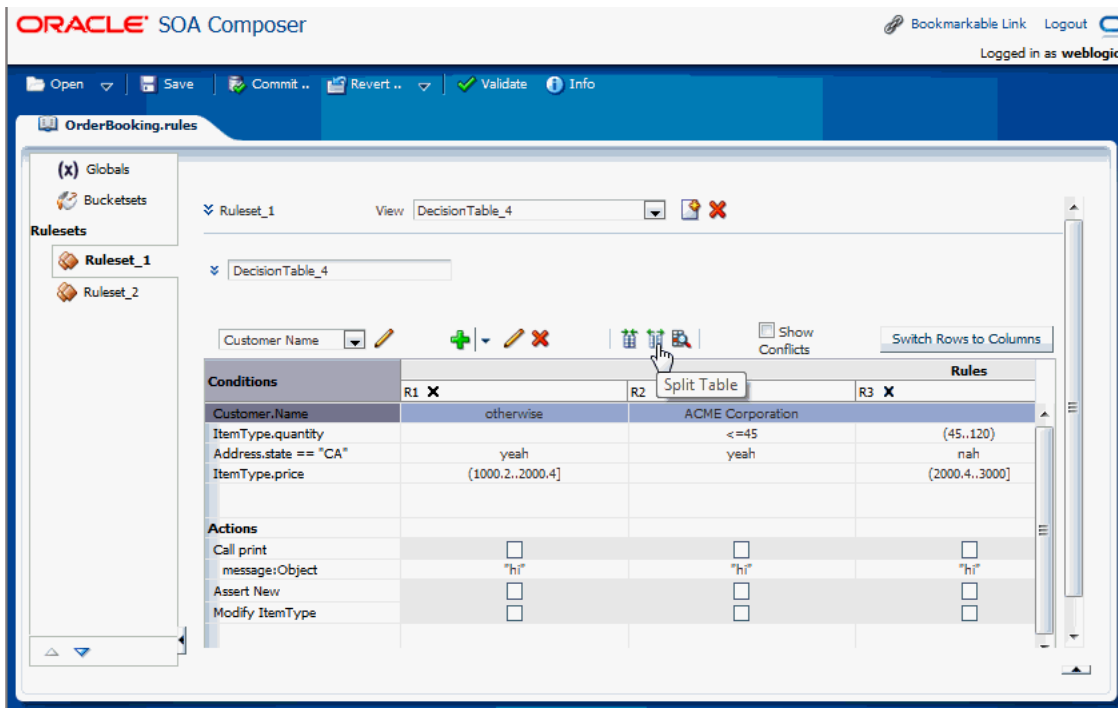 ORACLE SOA Composer
Bookmarkable Link Logout
Logged in as weblogic
Open Save Commit .. Revert .. Validate Info
OrderBooking.rules
(x) Globals
Bucketsets
Ruleset_1 View DecisionTable_4
Rulesets
Ruleset_1
DecisionTable_4
Ruleset_2
Customer Name
Show
Conflicts
Switch Rows to Columns
Conditions
Rules
R1 R2 R3
Split Table
Customer.Name otherwise ACME Corporation
ItemType.quantity <=45 (45..120)
Address.state == "CA" yeah yeah nah
ItemType.price (1000.2..2000.4] (2000.4..3000]
Actions
Call print
message:Object "hi" "hi" "hi"
Assert New
Modify ItemType